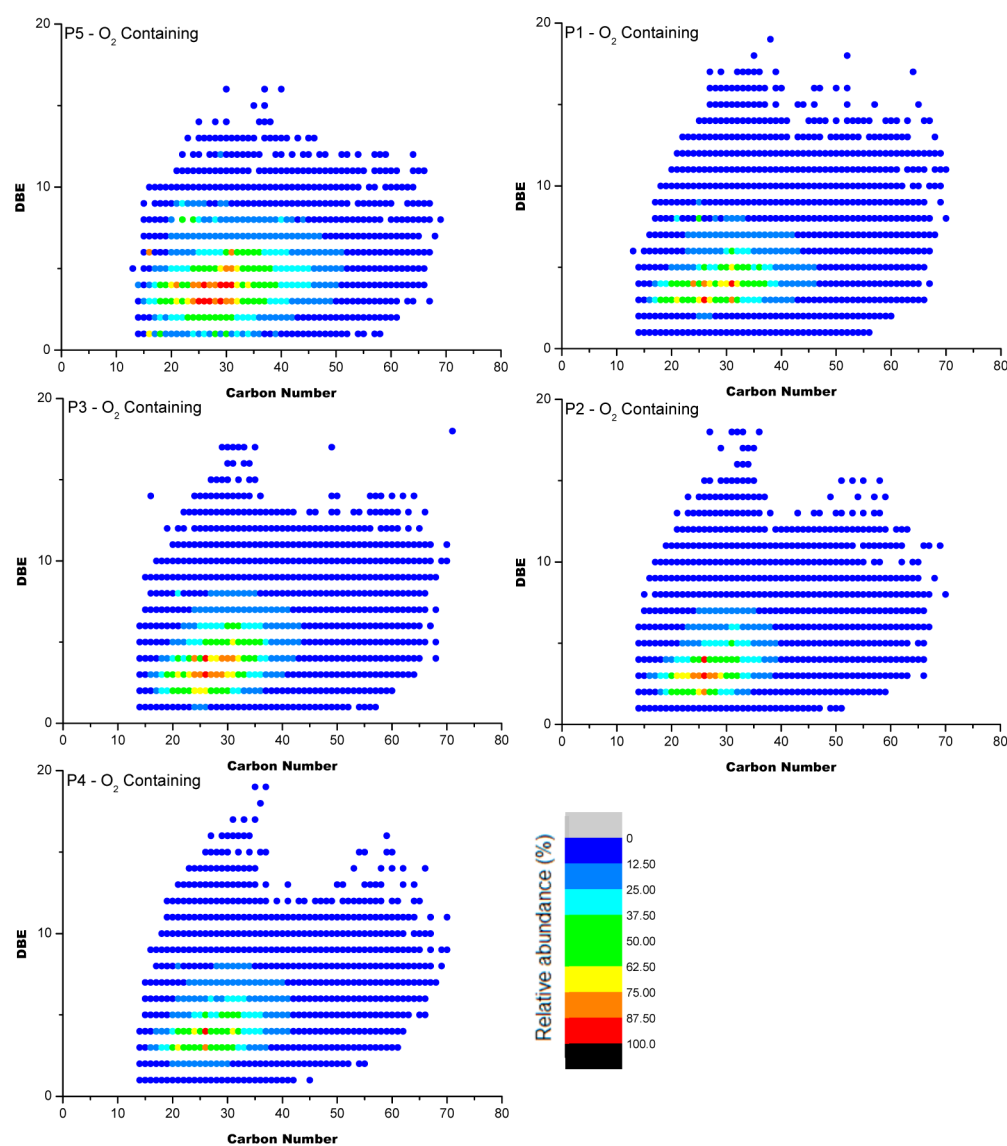 P5 - O2 Containing
20
10
0
DBE
0 10 20 30 40 50 60 70 80
Carbon Number
P1 - O2 Containing
20
10
0
DBE
0 10 20 30 40 50 60 70 80
Carbon Number
P3 - O2 Containing
20
10
0
DBE
0 10 20 30 40 50 60 70 80
Carbon Number
P2 - O2 Containing
20
10
0
DBE
0 10 20 30 40 50 60 70 80
Carbon Number
P4 - O2 Containing
20
10
0
DBE
0 10 20 30 40 50 60 70 80
Carbon Number
Relative abundance (%)
0
12.50
25.00
37.50
50.00
62.50
75.00
87.50
100.0